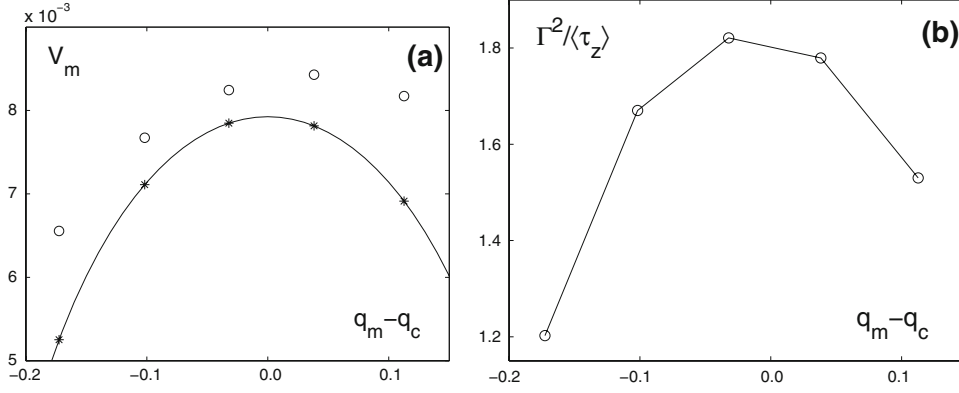 x 10⁻³
V_m
(a)
8
7
6
5
q_m−q_c
−0.2
−0.1
0.0
0.1
Γ²/⟨τ_z⟩
(b)
1.8
1.6
1.4
1.2
q_m−q_c
−0.2
−0.1
0.0
0.1